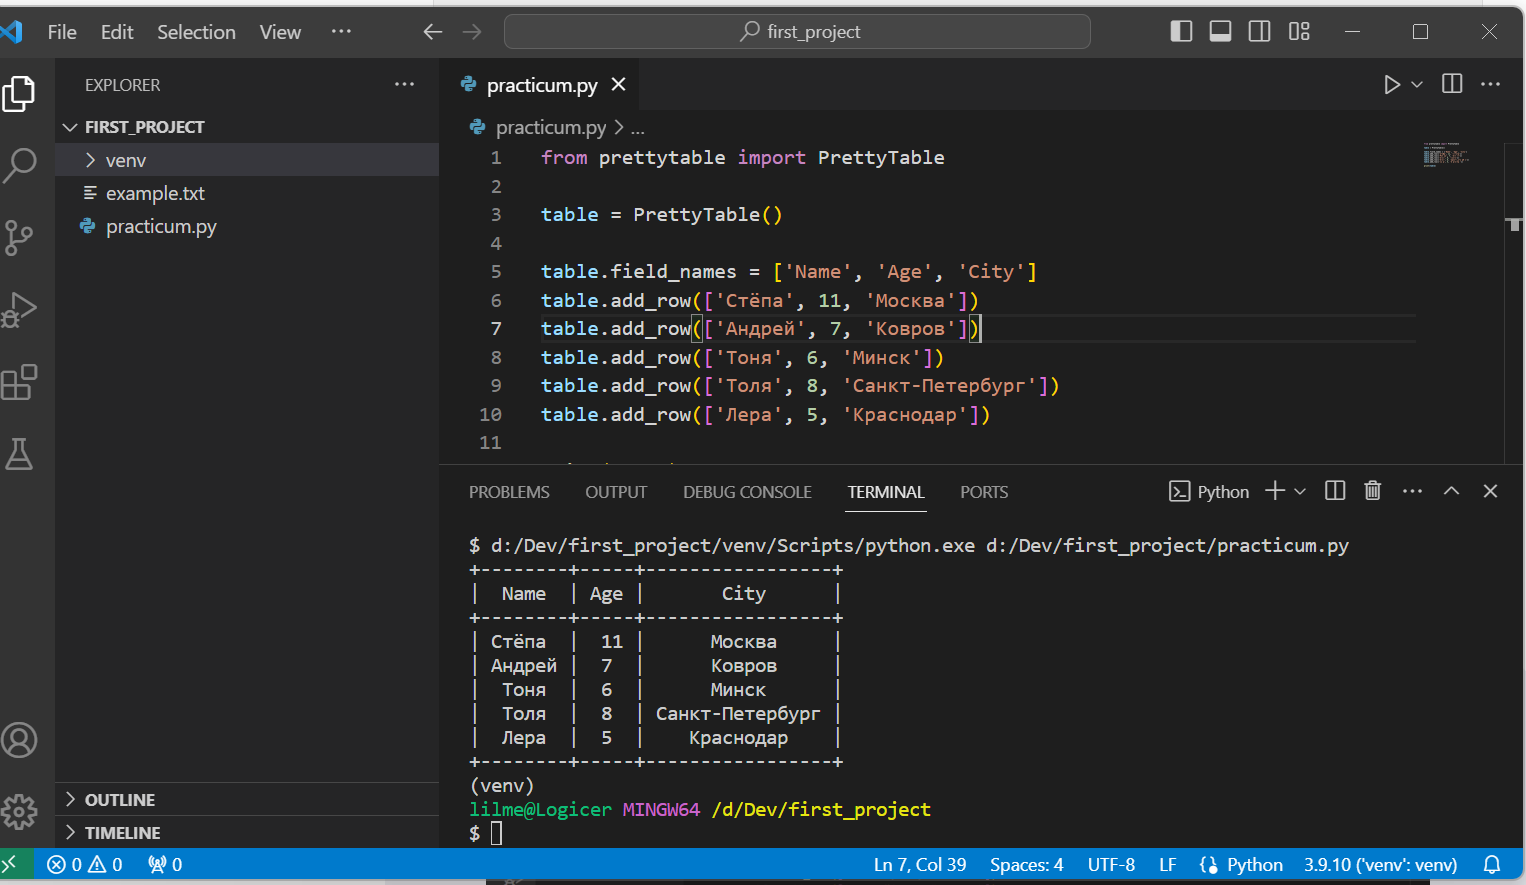 File Edit Selection View ··· first_project
EXPLORER ···
FIRST_PROJECT
venv
example.txt
practicum.py
OUTLINE
TIMELINE
practicum.py
practicum.py > ...
1 from prettytable import PrettyTable
2
3 table = PrettyTable()
4
5 table.field_names = ['Name', 'Age', 'City']
6 table.add_row(['Стёпа', 11, 'Москва'])
7 table.add_row(['Андрей', 7, 'Ковров'])
8 table.add_row(['Тоня', 6, 'Минск'])
9 table.add_row(['Толя', 8, 'Санкт-Петербург'])
10 table.add_row(['Лера', 5, 'Краснодар'])
11
PROBLEMS OUTPUT DEBUG CONSOLE TERMINAL PORTS Python
$ d:/Dev/first_project/venv/Scripts/python.exe d:/Dev/first_project/practicum.py
+--------+-----+-----------------+
|  Name  | Age |       City      |
+--------+-----+-----------------+
| Стёпа  |  11 |      Москва     |
| Андрей |  7  |      Ковров     |
|  Тоня  |  6  |      Минск      |
|  Толя  |  8  | Санкт-Петербург |
|  Лера  |  5  |    Краснодар    |
+--------+-----+-----------------+
(venv)
lilme@Logicer MINGW64 /d/Dev/first_project
$
0 0 0 Ln 7, Col 39 Spaces: 4 UTF-8 LF Python 3.9.10 ('venv': venv)